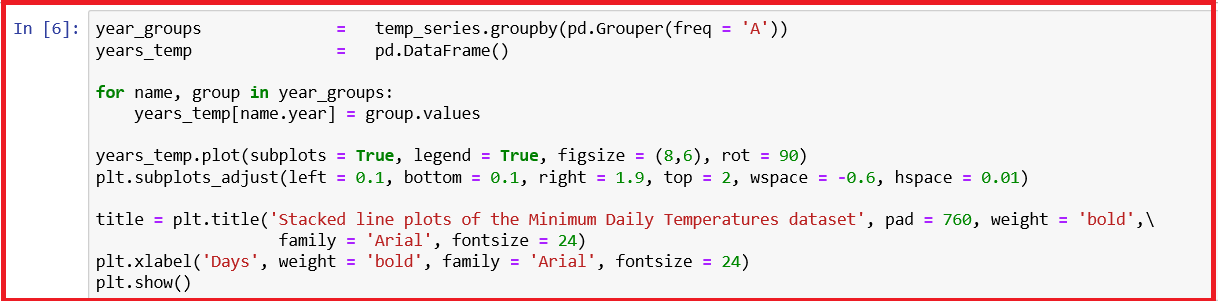 In [6]: year_groups = temp_series.groupby(pd.Grouper(freq = 'A'))
years_temp = pd.DataFrame()
for name, group in year_groups:
years_temp[name.year] = group.values
years_temp.plot(subplots = True, legend = True, figsize = (8,6), rot = 90)
plt.subplots_adjust(left = 0.1, bottom = 0.1, right = 1.9, top = 2, wspace = -0.6, hspace = 0.01)
title = plt.title('Stacked line plots of the Minimum Daily Temperatures dataset', pad = 760, weight = 'bold',\
family = 'Arial', fontsize = 24)
plt.xlabel('Days', weight = 'bold', family = 'Arial', fontsize = 24)
plt.show()